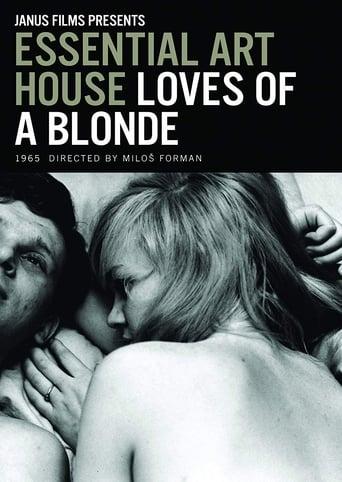 JANUS FILMS PRESENTS
ESSENTIAL ART
HOUSE LOVES OF
A BLONDE
1965 DIRECTED BY MILOŠ FORMAN